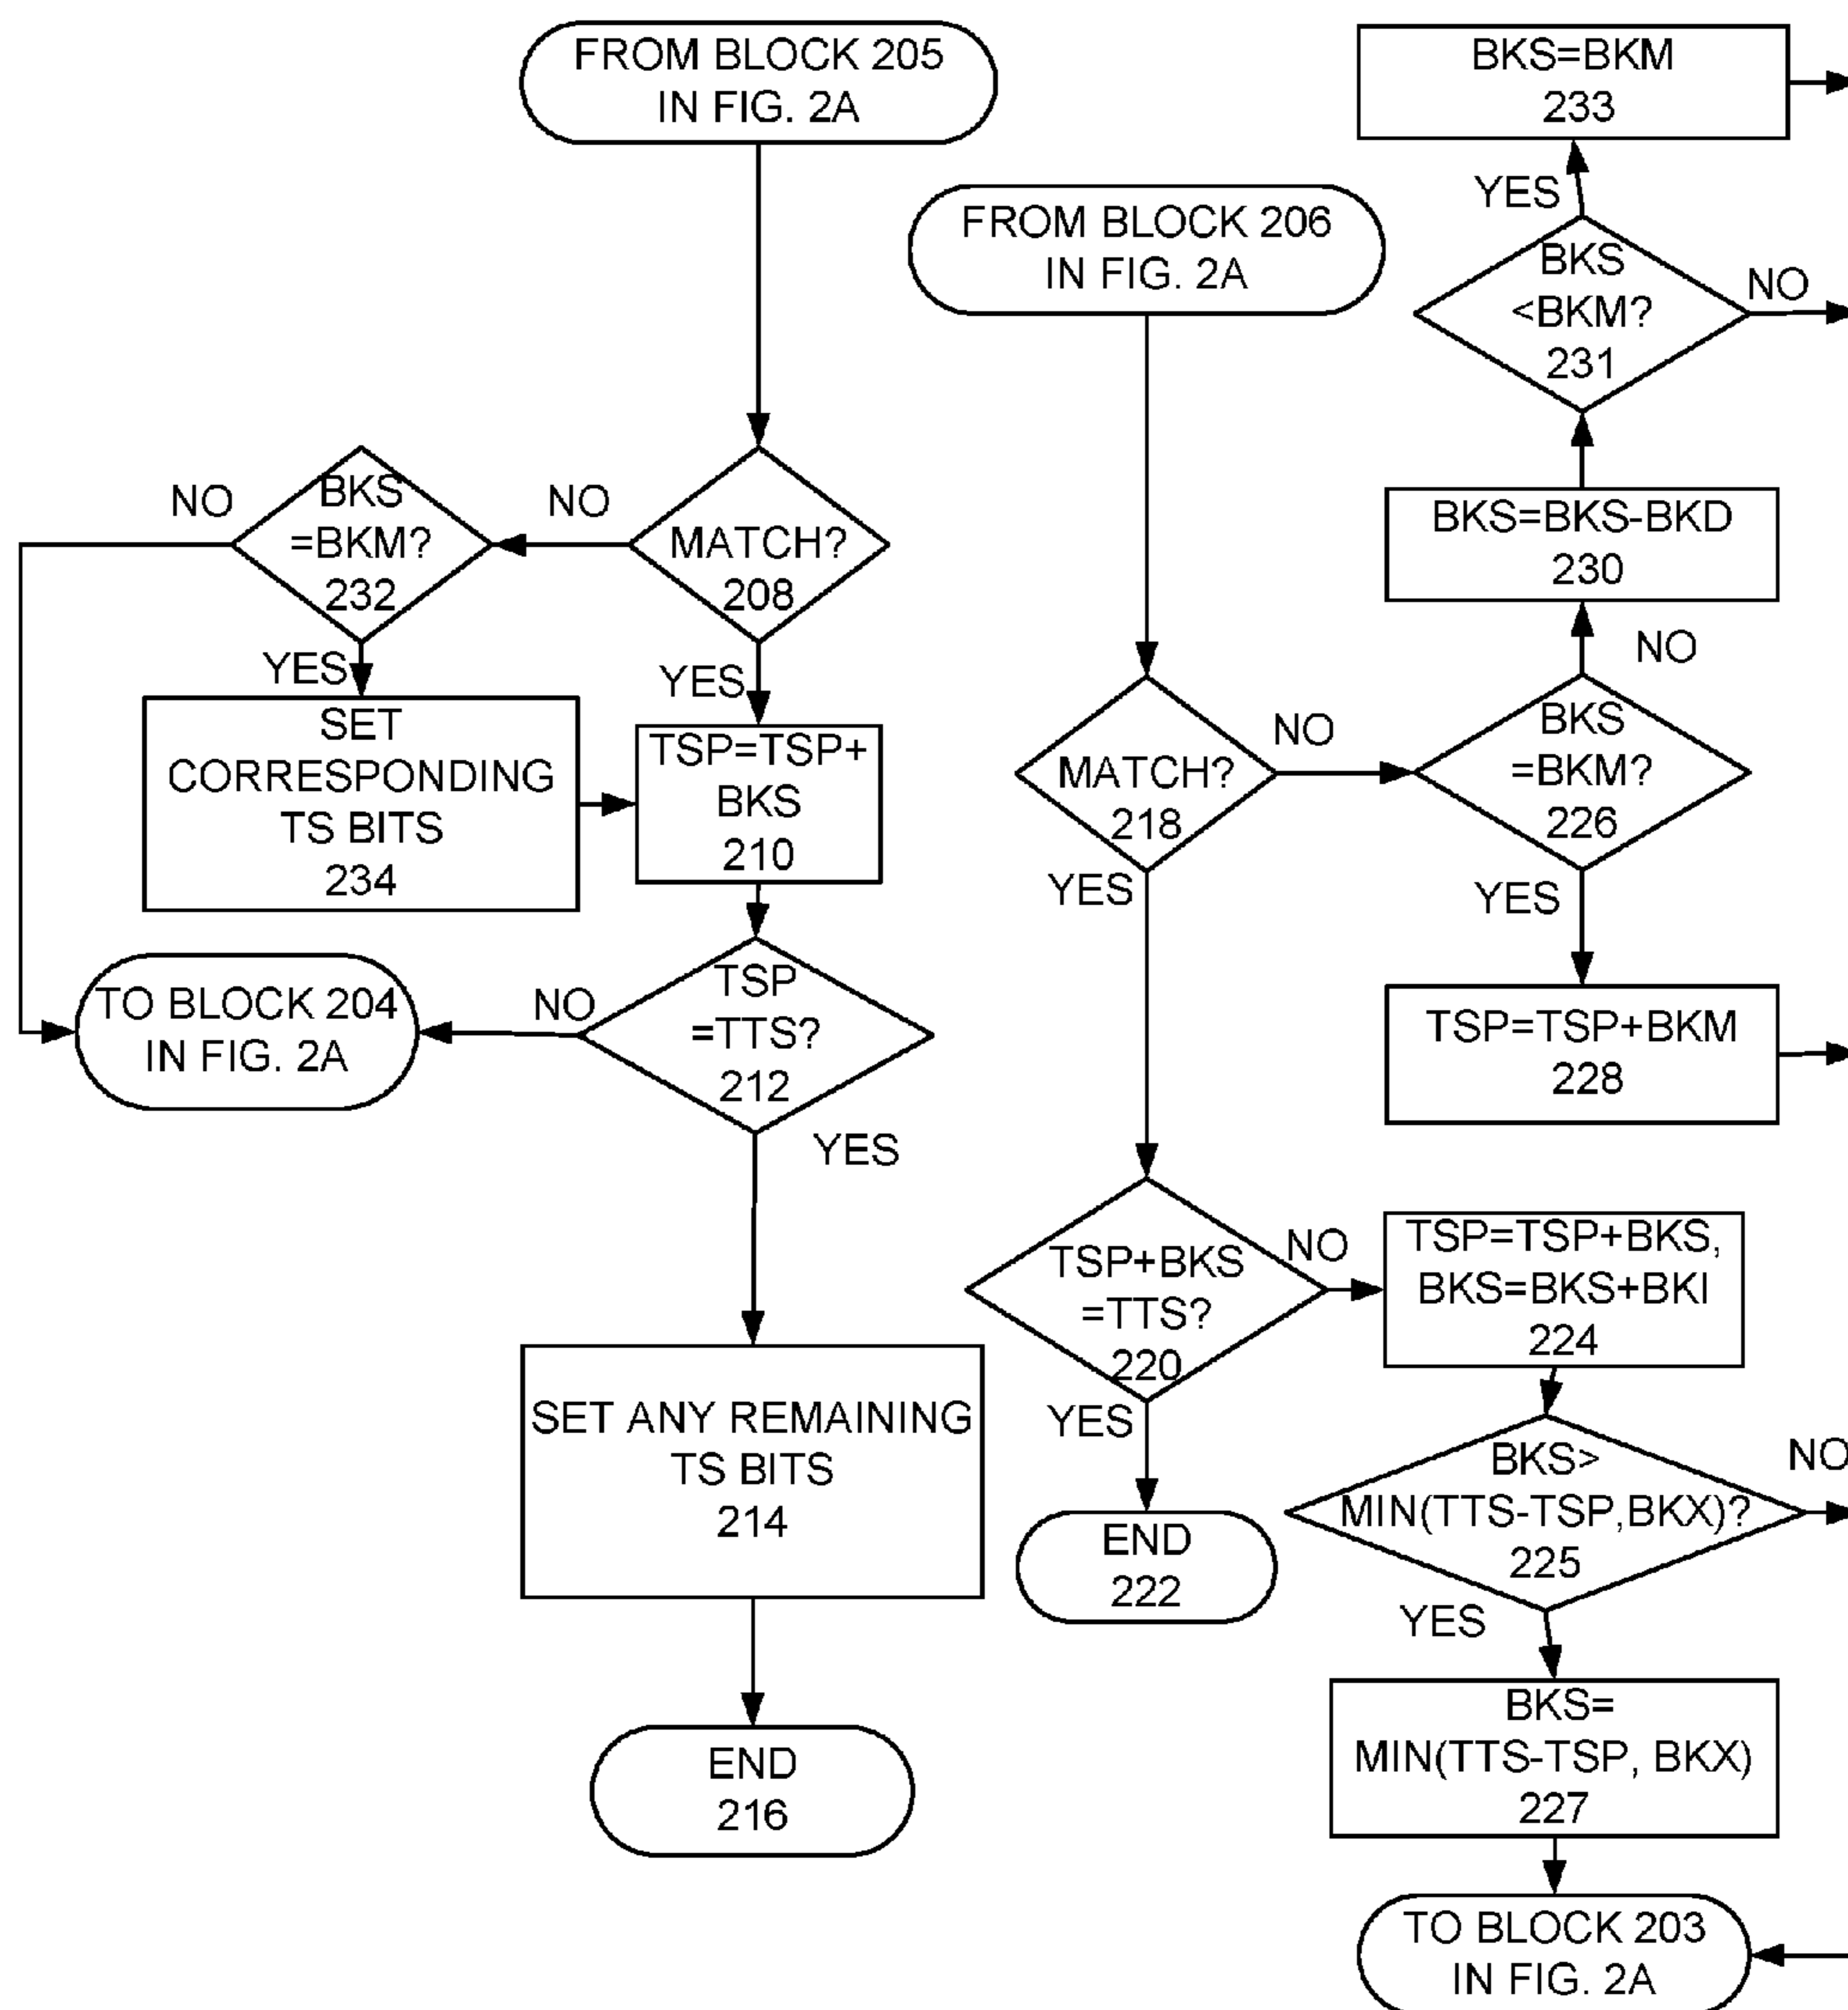 FROM BLOCK 205
IN FIG. 2A
MATCH?
208
NO
YES
BKS
=BKM?
232
NO
YES
SET
CORRESPONDING
TS BITS
234
TSP=TSP+
BKS
210
TSP
=TTS?
212
NO
YES
TO BLOCK 204
IN FIG. 2A
SET ANY REMAINING
TS BITS
214
END
216
FROM BLOCK 206
IN FIG. 2A
MATCH?
218
NO
YES
BKS
=BKM?
226
NO
YES
BKS=BKS-BKD
230
BKS
<BKM?
231
YES
NO
BKS=BKM
233
TSP=TSP+BKM
228
TSP+BKS
=TTS?
220
NO
YES
END
222
TSP=TSP+BKS,
BKS=BKS+BKI
224
BKS>
MIN(TTS-TSP,BKX)?
225
NO
YES
BKS=
MIN(TTS-TSP, BKX)
227
TO BLOCK 203
IN FIG. 2A